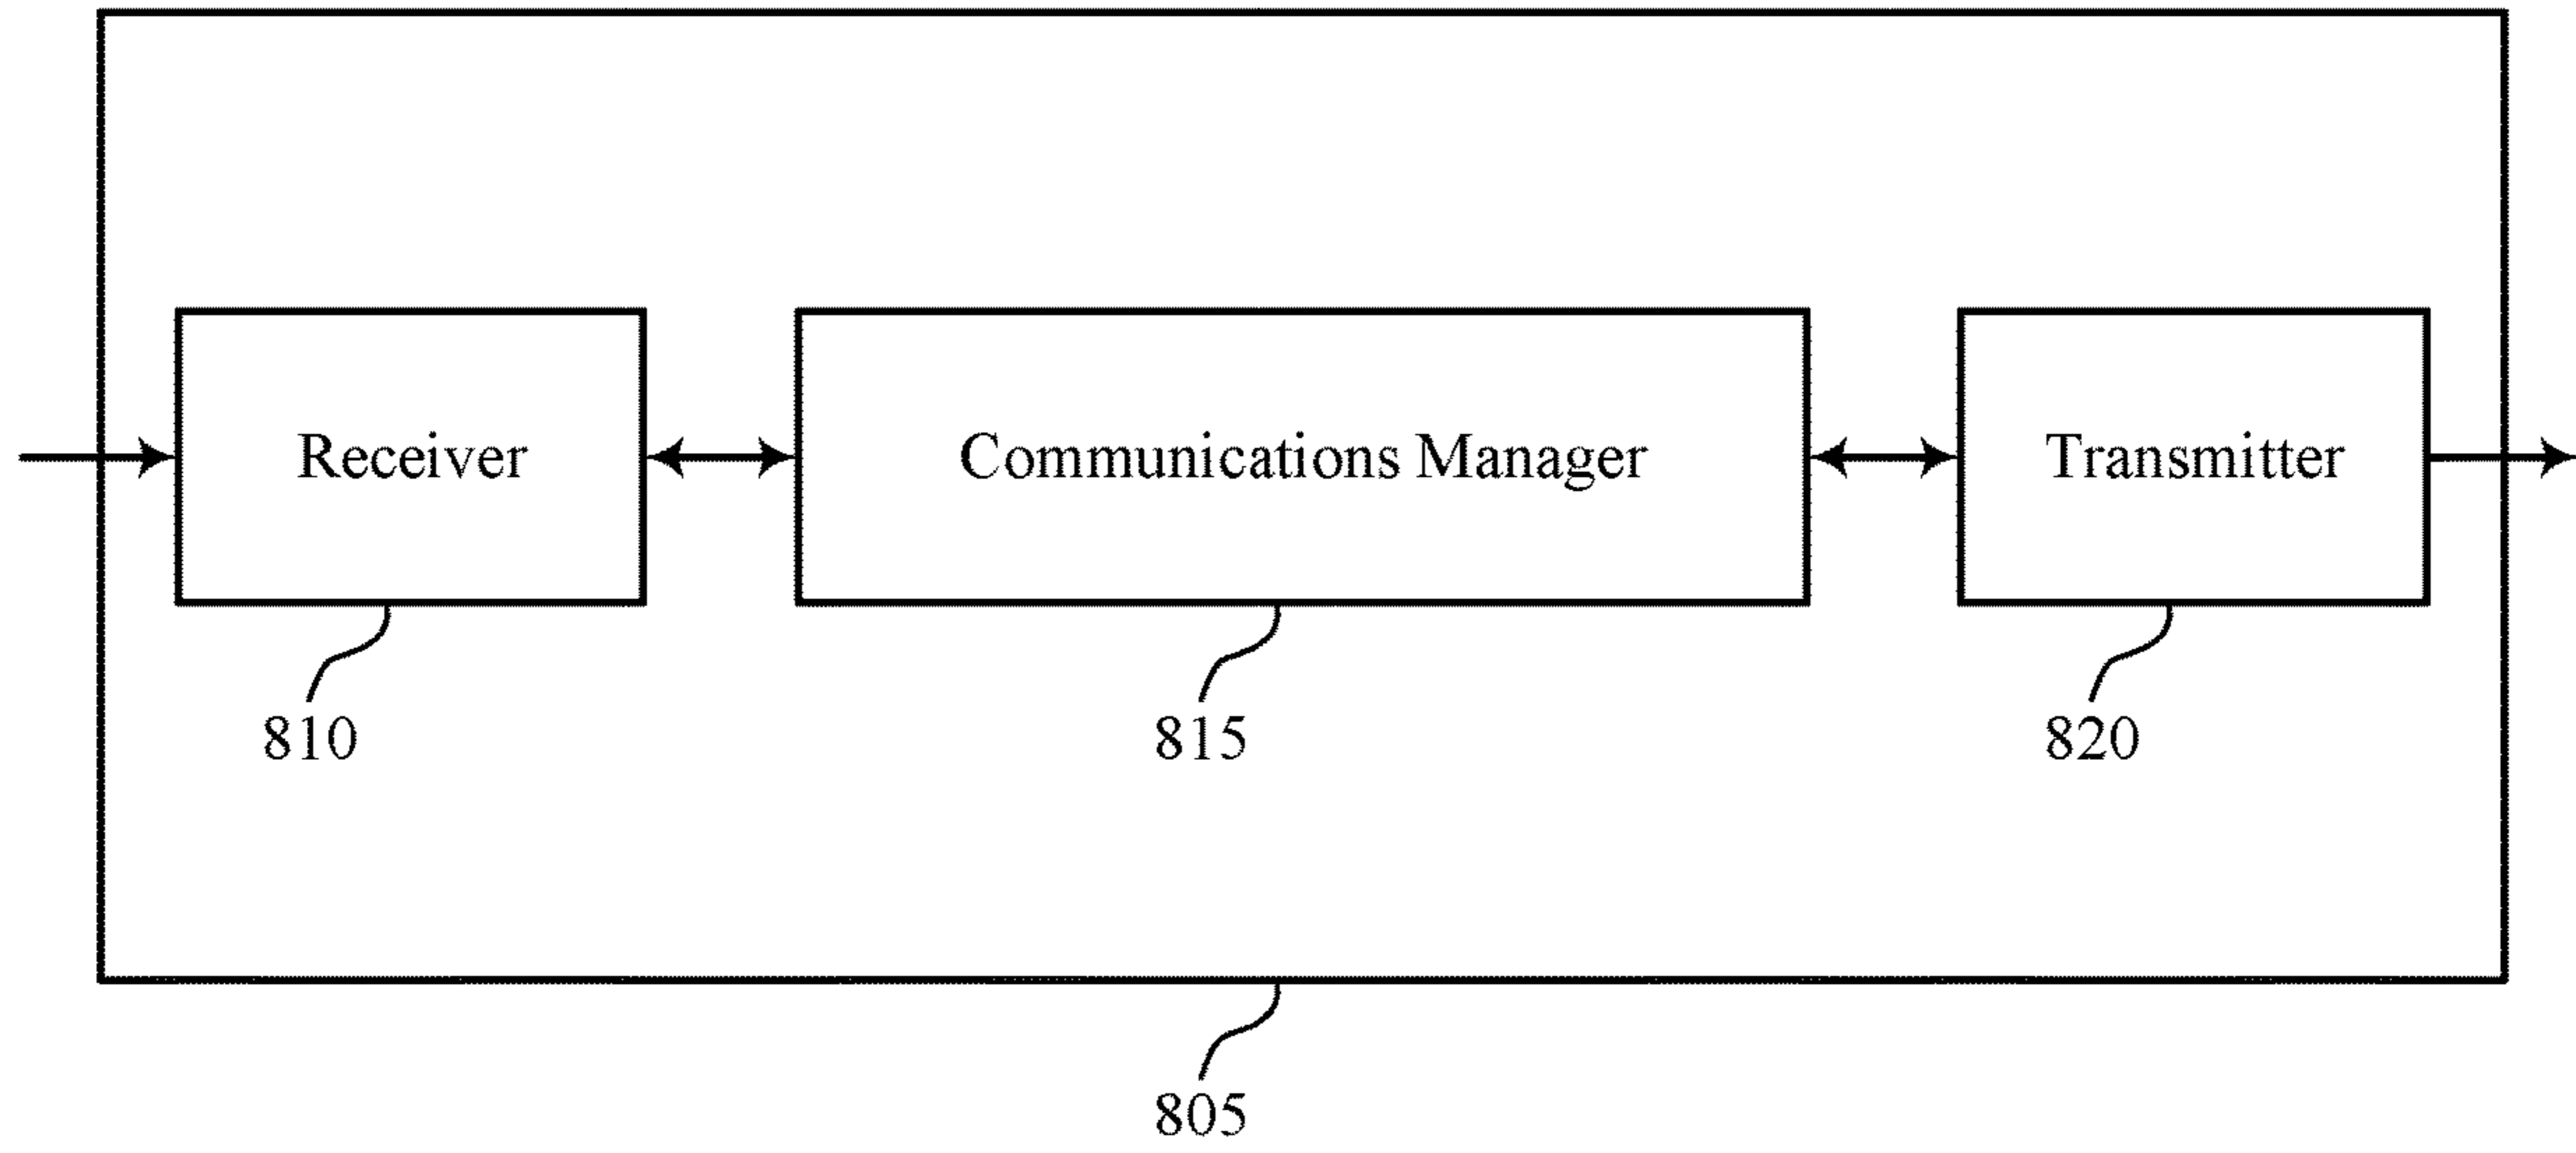 Receiver
Communications Manager
Transmitter
810
815
820
805